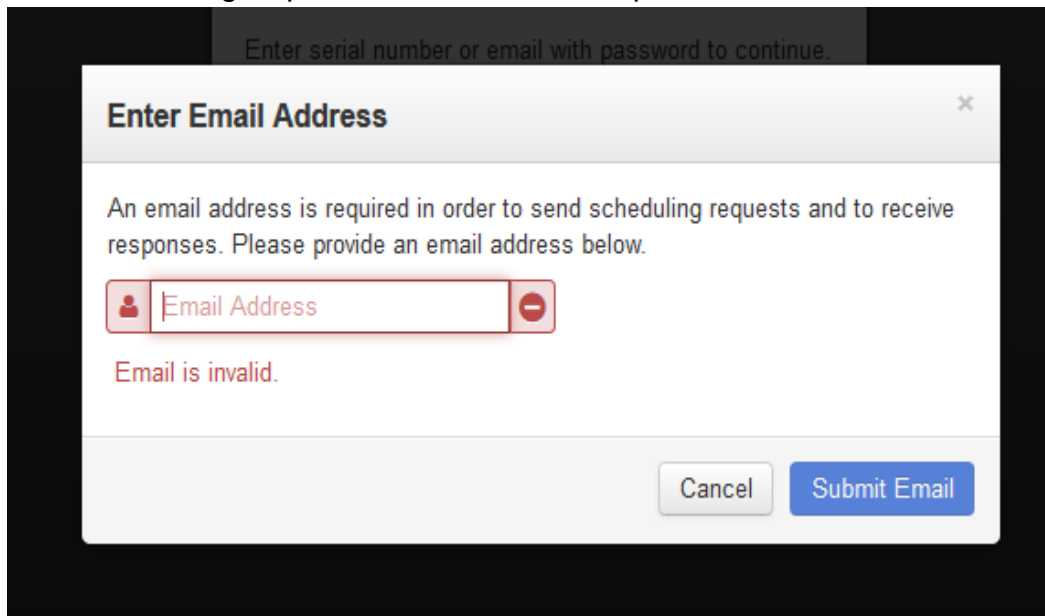 Enter serial number or email with password to continue.
Enter Email Address
×
An email address is required in order to send scheduling requests and to receive
responses. Please provide an email address below.
Email Address
Email is invalid.
Cancel Submit Email